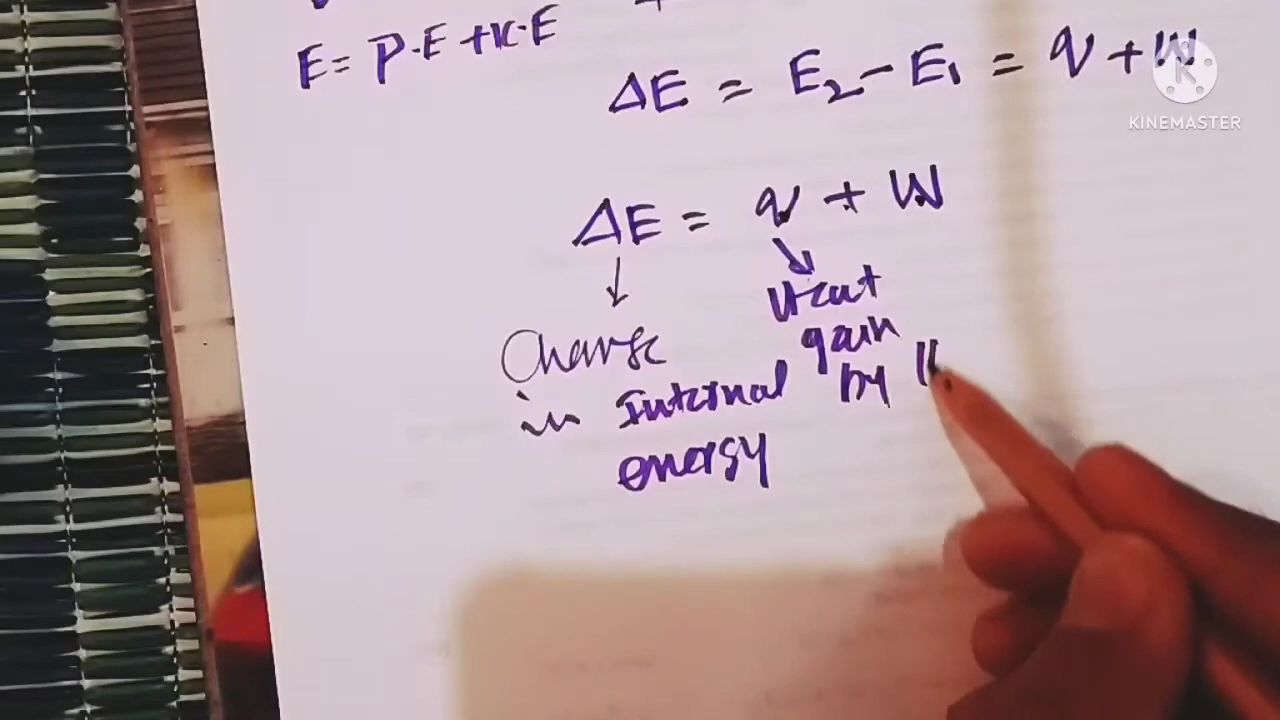 E = P.E + K.E
ΔE = E₂ - E₁ = q + W
KINEMASTER
ΔE = q + W
Heat
gain
by
Change
in Internal
energy